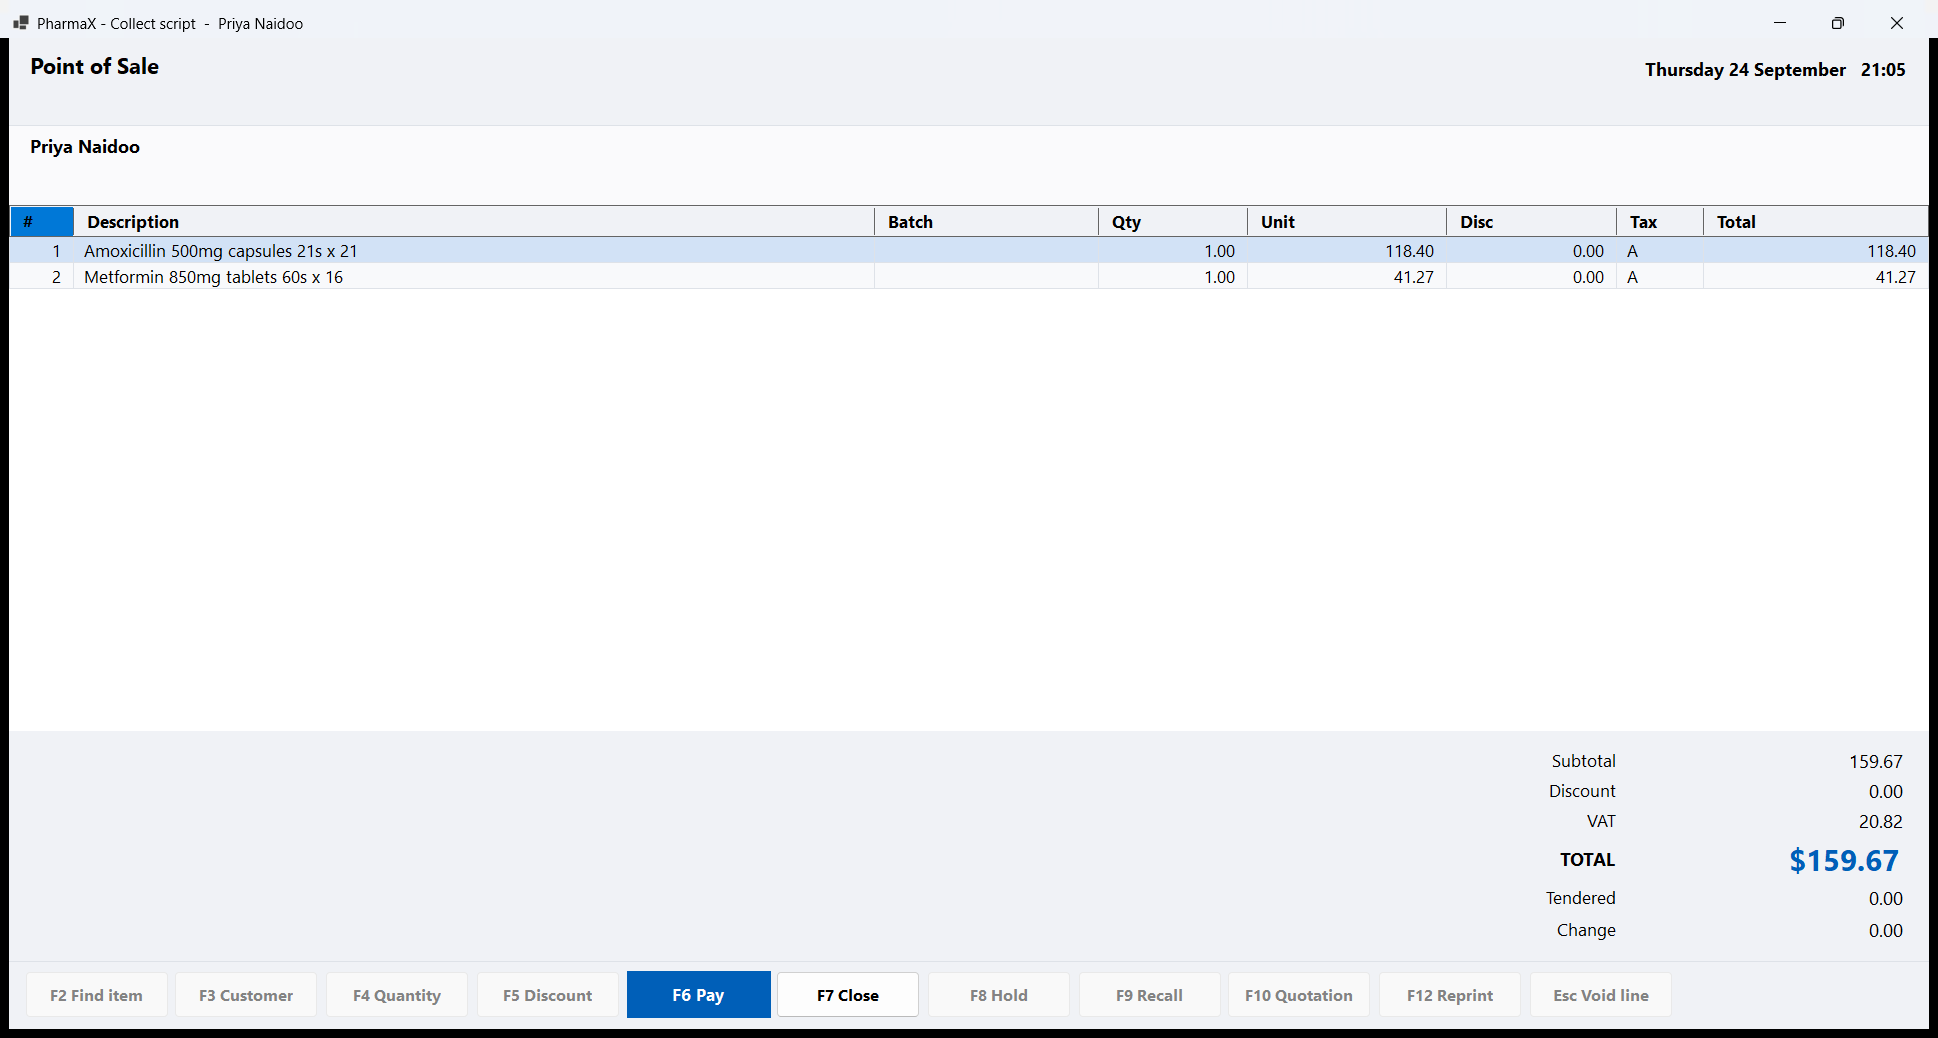 PharmaX - Collect script - Priya Naidoo
Point of Sale
Thursday 24 September 21:05
Priya Naidoo
# Description Batch Qty Unit Disc Tax Total
1 Amoxicillin 500mg capsules 21s x 21 1.00 118.40 0.00 A 118.40
2 Metformin 850mg tablets 60s x 16 1.00 41.27 0.00 A 41.27
Subtotal 159.67
Discount 0.00
VAT 20.82
TOTAL $159.67
Tendered 0.00
Change 0.00
F2 Find item F3 Customer F4 Quantity F5 Discount F6 Pay F7 Close F8 Hold F9 Recall F10 Quotation F12 Reprint Esc Void line